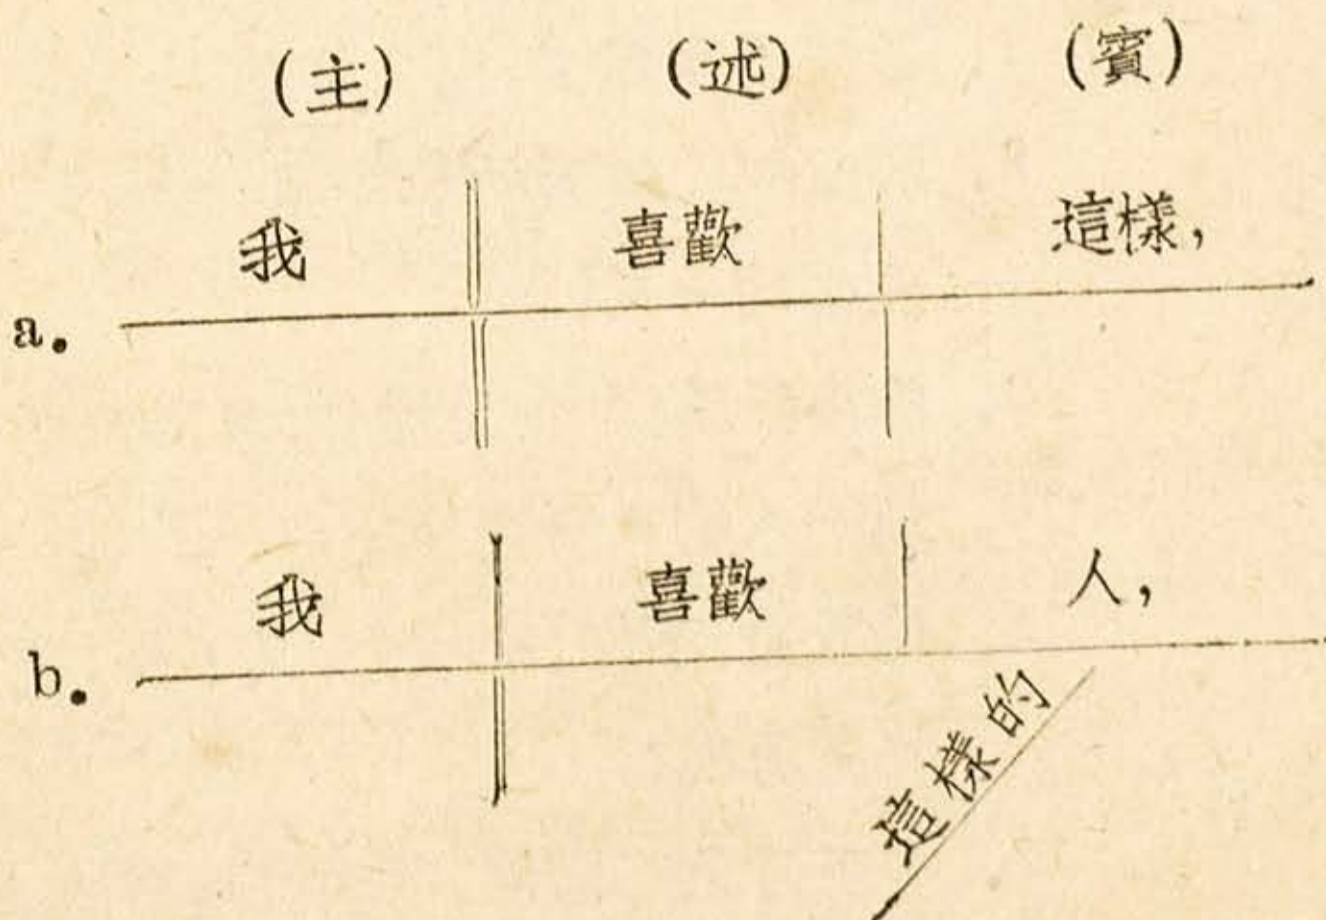 (主) (述) (賓)
我 喜歡 這樣,
a.
我 喜歡 人,
b.
這樣的